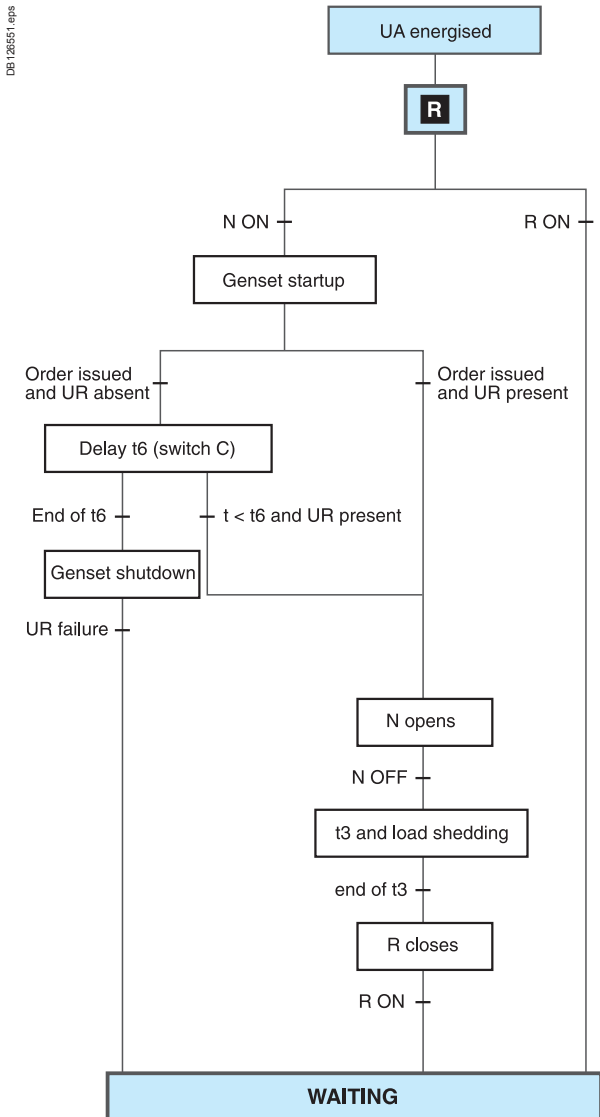 DB126551.eps
UA energised
R
N ON
R ON
Genset startup
Order issued
and UR absent
Order issued
and UR present
Delay t6 (switch C)
End of t6
t < t6 and UR present
Genset shutdown
UR failure
N opens
N OFF
t3 and load shedding
end of t3
R closes
R ON
WAITING